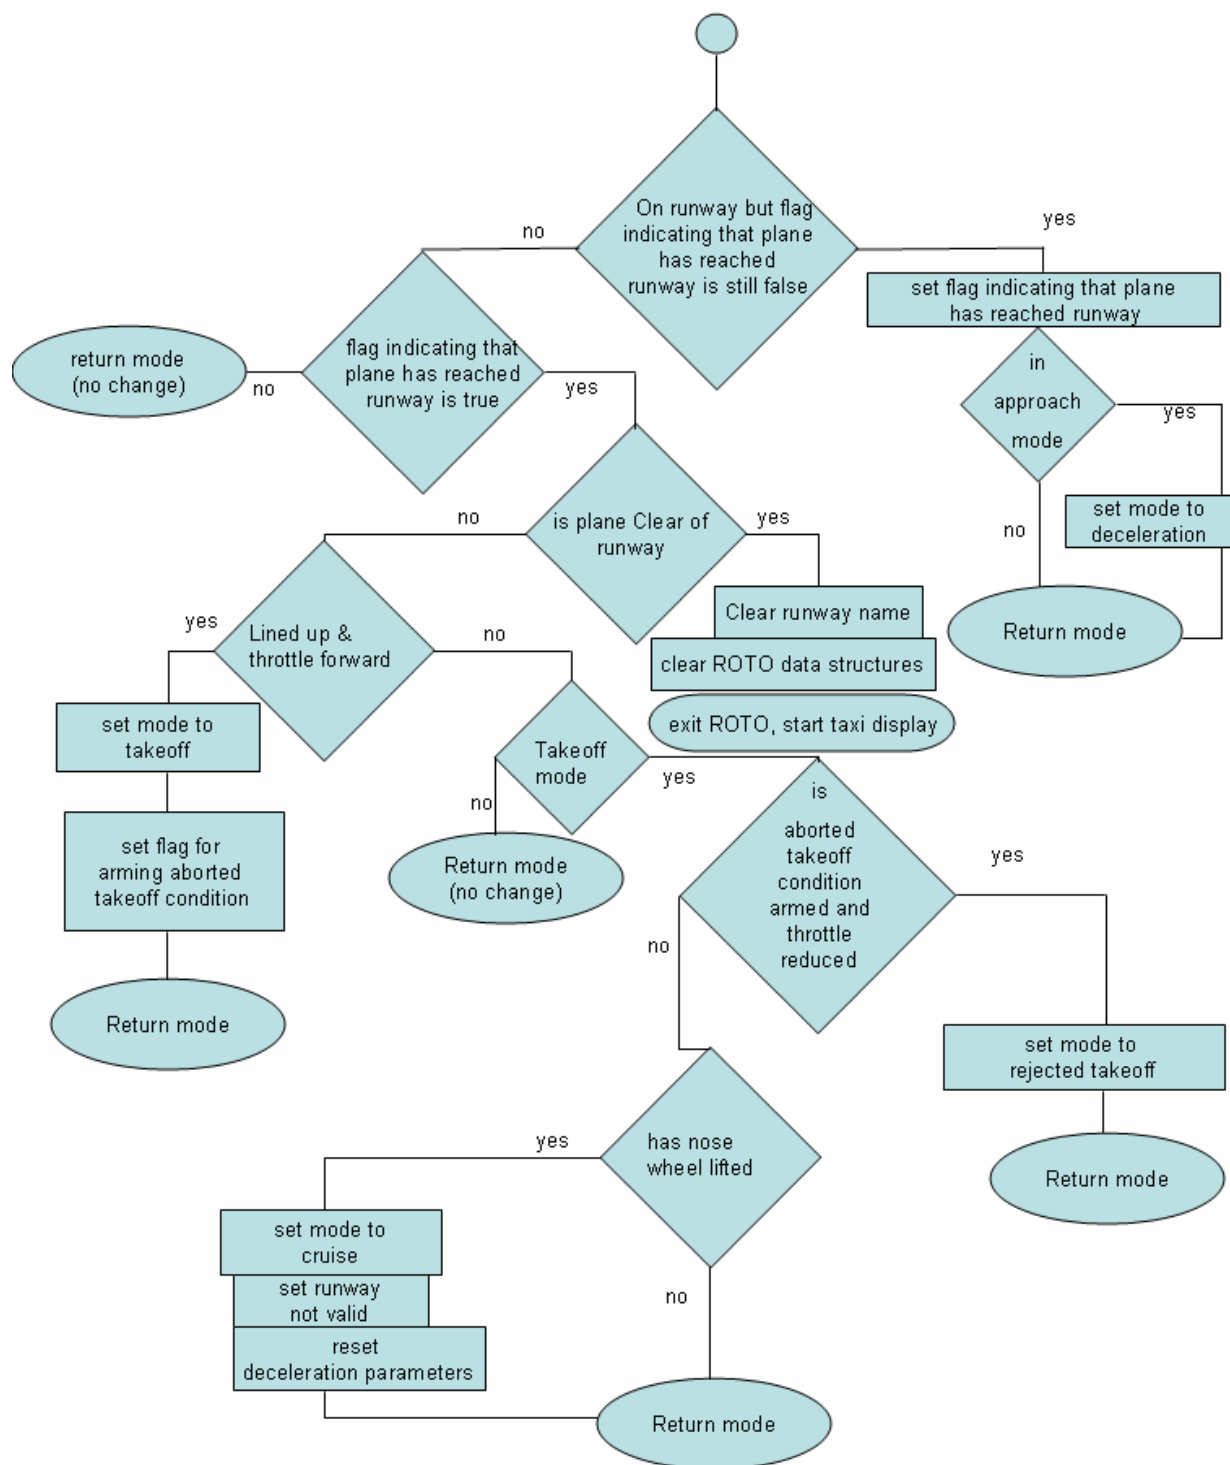 On runway but flag
indicating that plane
has reached
runway is still false
no
yes
set flag indicating that plane
has reached runway
return mode
(no change)
no
flag indicating that
plane has reached
runway is true
yes
in
approach
mode
yes
no
set mode to
deceleration
Return mode
no
is plane Clear of
runway
yes
Clear runway name
clear ROTO data structures
exit ROTO, start taxi display
yes
Lined up &
throttle forward
no
set mode to
takeoff
set flag for
arming aborted
takeoff condition
Return mode
Takeoff
mode
no
yes
Return mode
(no change)
is
aborted
takeoff
condition
armed and
throttle
reduced
yes
no
set mode to
rejected takeoff
Return mode
yes
has nose
wheel lifted
no
set mode to
cruise
set runway
not valid
reset
deceleration parameters
Return mode